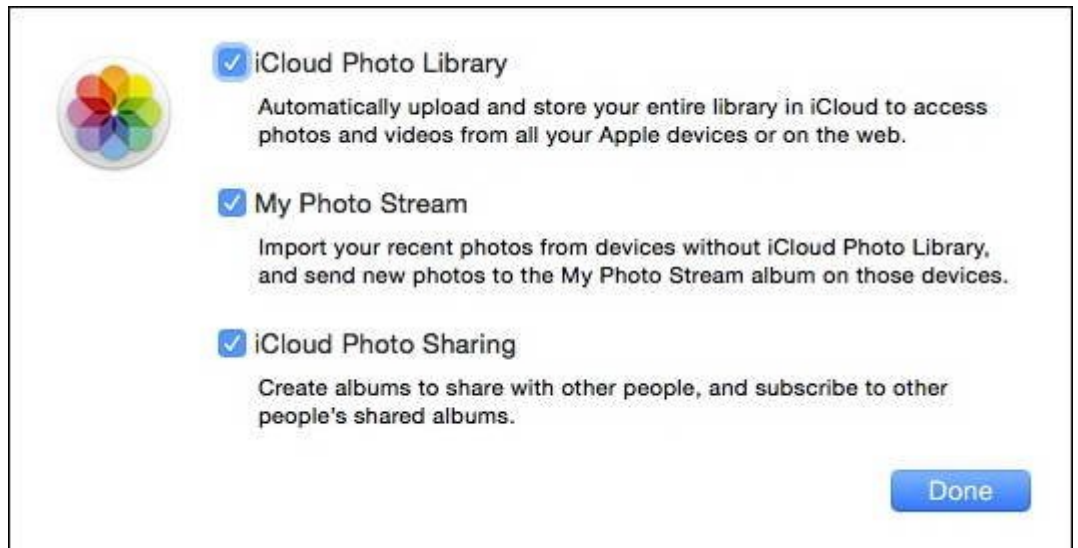 iCloud Photo Library
Automatically upload and store your entire library in iCloud to access
photos and videos from all your Apple devices or on the web.
My Photo Stream
Import your recent photos from devices without iCloud Photo Library,
and send new photos to the My Photo Stream album on those devices.
iCloud Photo Sharing
Create albums to share with other people, and subscribe to other
people's shared albums.
Done